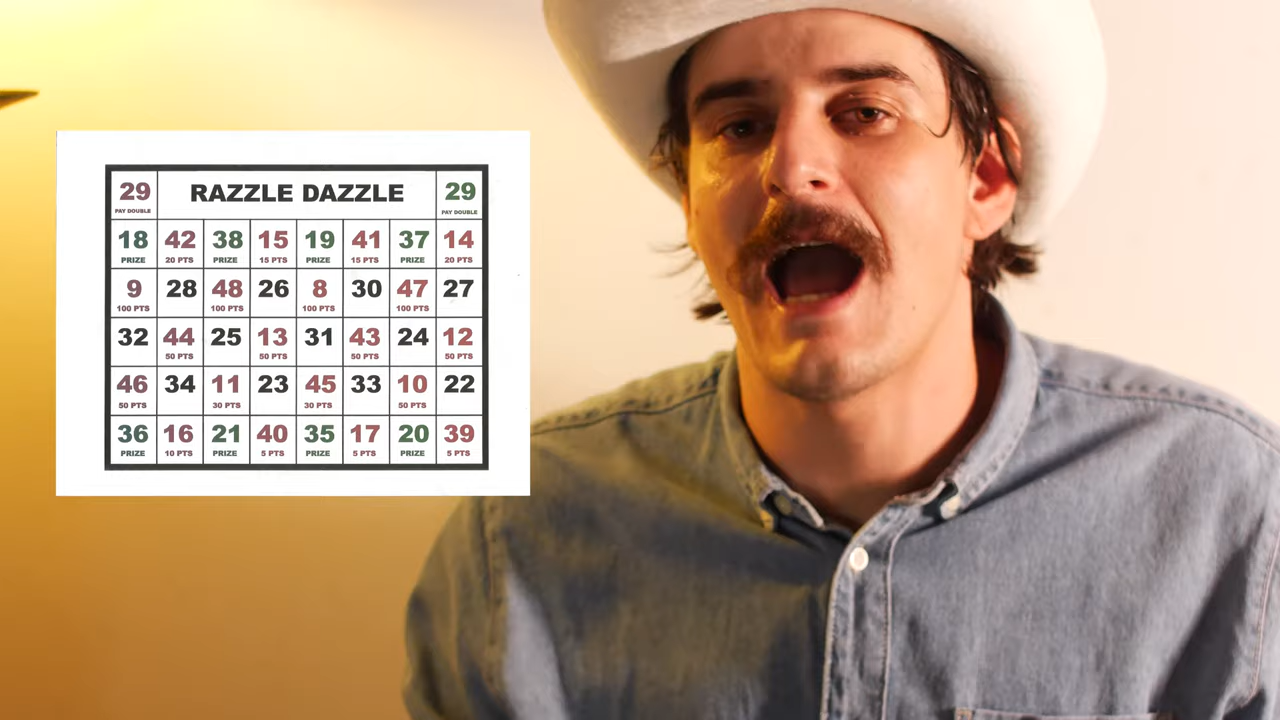 29 RAZZLE DAZZLE 29
PAY DOUBLE PAY DOUBLE
18 42 38 15 19 41 37 14
PRIZE 20 PTS PRIZE 15 PTS PRIZE 15 PTS PRIZE 20 PTS
9 28 48 26 8 30 47 27
100 PTS 100 PTS 100 PTS 100 PTS
32 44 25 13 31 43 24 12
50 PTS 50 PTS 50 PTS 50 PTS
46 34 11 23 45 33 10 22
50 PTS 30 PTS 30 PTS 50 PTS
36 16 21 40 35 17 20 39
PRIZE 10 PTS PRIZE 5 PTS PRIZE 5 PTS PRIZE 5 PTS